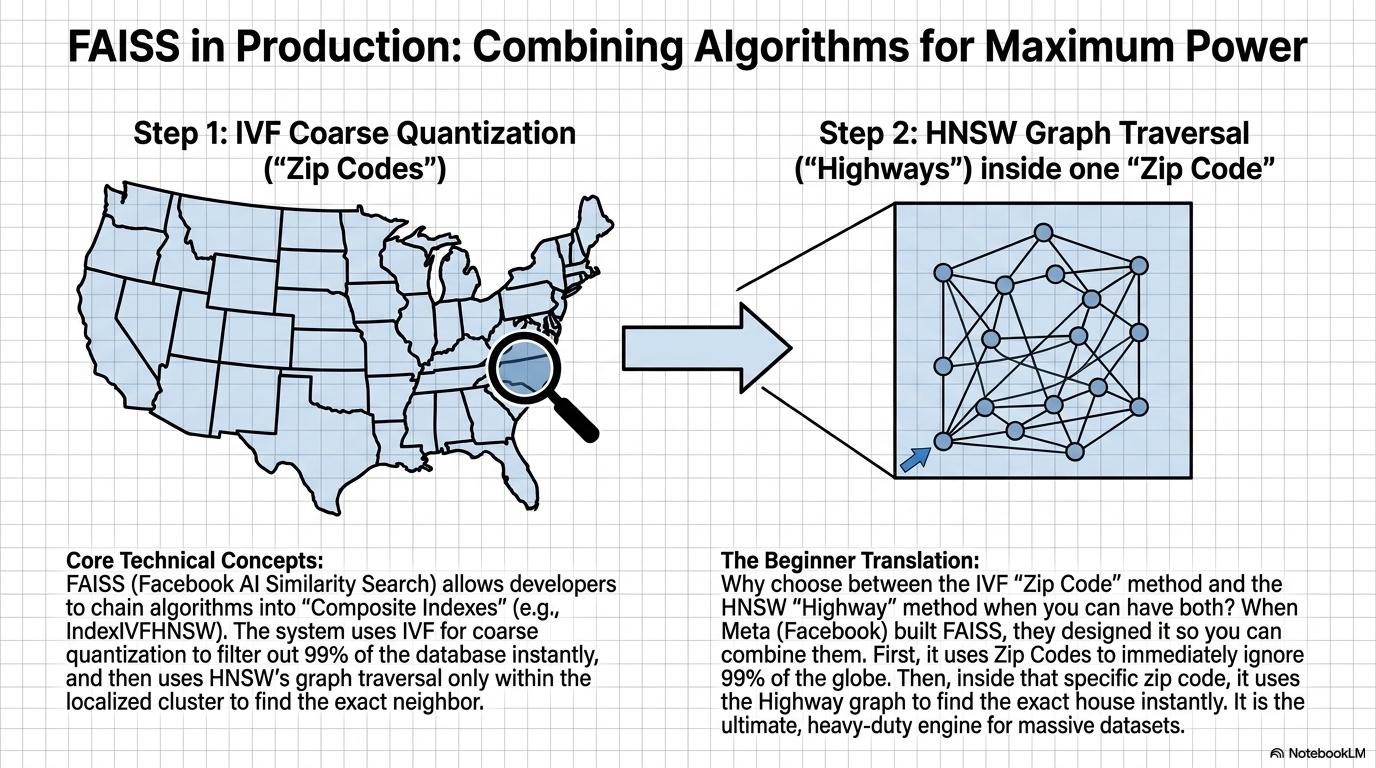 FAISS in Production: Combining Algorithms for Maximum Power
Step 1: IVF Coarse Quantization
(“Zip Codes”)
Step 2: HNSW Graph Traversal
(“Highways”) inside one “Zip Code”
Core Technical Concepts:
FAISS (Facebook AI Similarity Search) allows developers
to chain algorithms into “Composite Indexes” (e.g.,
IndexIVFHNSW). The system uses IVF for coarse
quantization to filter out 99% of the database instantly,
and then uses HNSW’s graph traversal only within the
localized cluster to find the exact neighbor.
The Beginner Translation:
Why choose between the IVF “Zip Code” method and the
HNSW “Highway” method when you can have both? When
Meta (Facebook) built FAISS, they designed it so you can
combine them. First, it uses Zip Codes to immediately ignore
99% of the globe. Then, inside that specific zip code, it uses
the Highway graph to find the exact house instantly. It is the
ultimate, heavy-duty engine for massive datasets.
NotebookLM